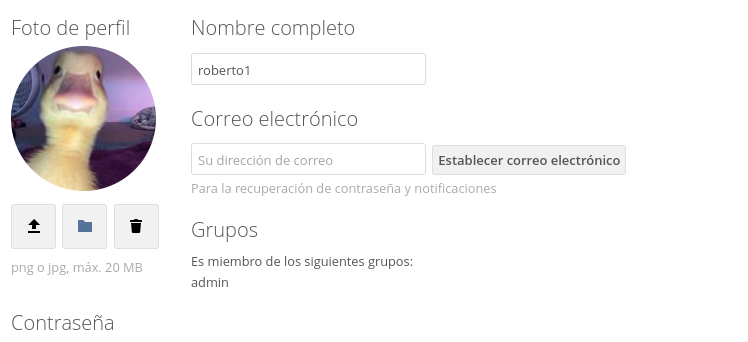 Foto de perfil
png o jpg, máx. 20 MB
Contraseña
Nombre completo
roberto1
Correo electrónico
Su dirección de correo
Establecer correo electrónico
Para la recuperación de contraseña y notificaciones
Grupos
Es miembro de los siguientes grupos:
admin